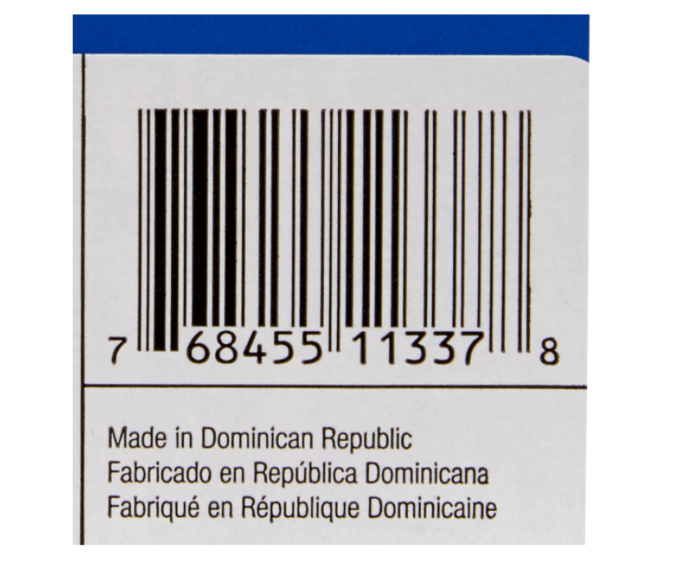 7 68455 11337 8
Made in Dominican Republic
Fabricado en República Dominicana
Fabriqué en République Dominicaine